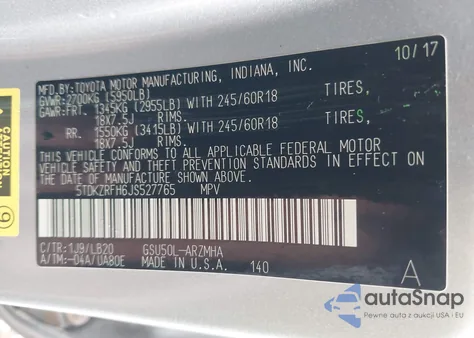 10/17
MFD.BY:TOYOTA MOTOR MANUFACTURING, INDIANA, INC.
GVWR:2700KG (5950LB)
GAWR:FRT. 1345KG (2955LB) WITH 245/60R18 TIRES,
18X7.5J RIMS.
RR. 1550KG (3415LB) WITH 245/60R18 TIRES,
18X7.5J RIMS.
THIS VEHICLE CONFORMS TO ALL APPLICABLE FEDERAL MOTOR
VEHICLE SAFETY AND THEFT PREVENTION STANDARDS IN EFFECT ON
THE DATE OF MANUFACTURE SHOWN ABOVE.
5TDKZRFH6JS527765 MPV
C/TR:1J9/LB20 GSU50L-ARZMHA
A/TM:-04A/UA80E MADE IN U.S.A. 140
A
CAUTION
9
autoSnap
Pewne auta z aukcji USA i EU